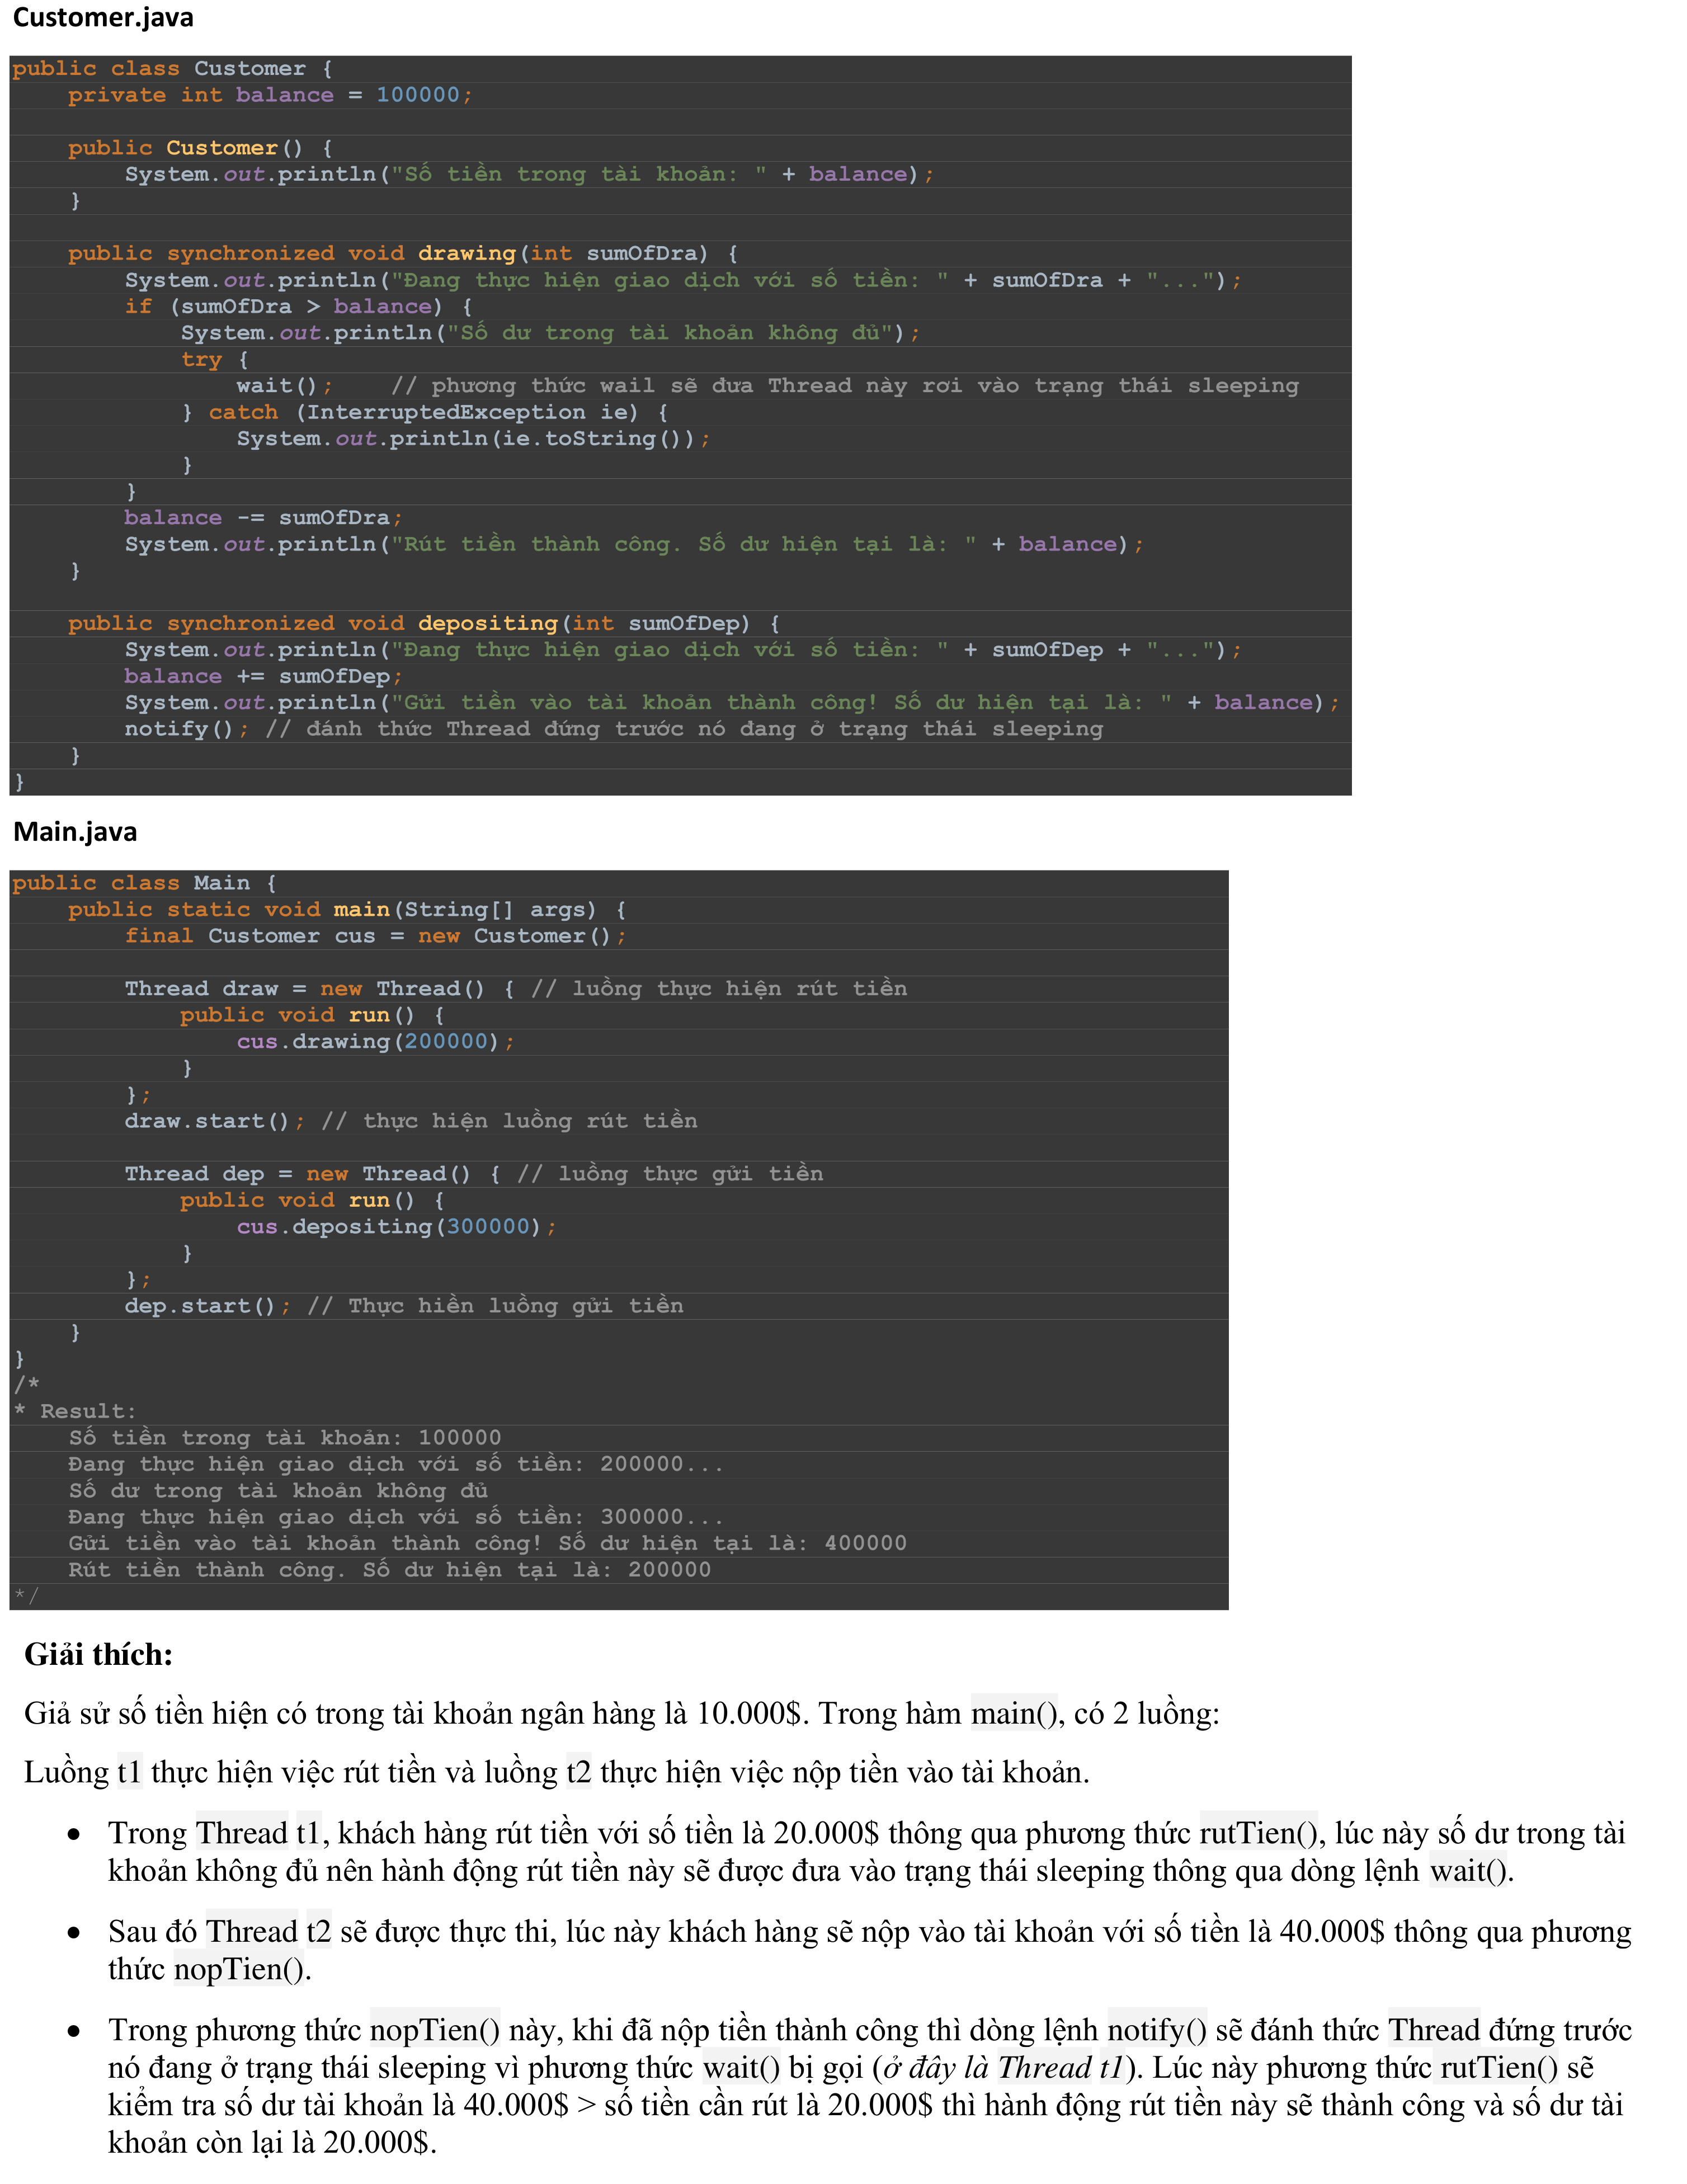 Customer.java
public class Customer {
    private int balance = 100000;
    public Customer() {
        System.out.println("Số tiền trong tài khoản: " + balance);
    }
    public synchronized void drawing(int sumOfDra) {
        System.out.println("Đang thực hiện giao dịch với số tiền: " + sumOfDra + "...");
        if (sumOfDra > balance) {
            System.out.println("Số dư trong tài khoản không đủ");
            try {
                wait();    // phương thức wail sẽ đưa Thread này rơi vào trạng thái sleeping
            } catch (InterruptedException ie) {
                System.out.println(ie.toString());
            }
        }
        balance -= sumOfDra;
        System.out.println("Rút tiền thành công. Số dư hiện tại là: " + balance);
    }
    public synchronized void depositing(int sumOfDep) {
        System.out.println("Đang thực hiện giao dịch với số tiền: " + sumOfDep + "...");
        balance += sumOfDep;
        System.out.println("Gửi tiền vào tài khoản thành công! Số dư hiện tại là: " + balance);
        notify(); // đánh thức Thread đứng trước nó đang ở trạng thái sleeping
    }
}
Main.java
public class Main {
    public static void main(String[] args) {
        final Customer cus = new Customer();
        Thread draw = new Thread() { // luồng thực hiện rút tiền
            public void run() {
                cus.drawing(200000);
            }
        };
        draw.start(); // thực hiện luồng rút tiền
        Thread dep = new Thread() { // luồng thực gửi tiền
            public void run() {
                cus.depositing(300000);
            }
        };
        dep.start(); // Thực hiền luồng gửi tiền
    }
}
/*
* Result:
    Số tiền trong tài khoản: 100000
    Đang thực hiện giao dịch với số tiền: 200000...
    Số dư trong tài khoản không đủ
    Đang thực hiện giao dịch với số tiền: 300000...
    Gửi tiền vào tài khoản thành công! Số dư hiện tại là: 400000
    Rút tiền thành công. Số dư hiện tại là: 200000
*/
Giải thích:
Giả sử số tiền hiện có trong tài khoản ngân hàng là 10.000$. Trong hàm main(), có 2 luồng:
Luồng t1 thực hiện việc rút tiền và luồng t2 thực hiện việc nộp tiền vào tài khoản.
• Trong Thread t1, khách hàng rút tiền với số tiền là 20.000$ thông qua phương thức rutTien(), lúc này số dư trong tài
khoản không đủ nên hành động rút tiền này sẽ được đưa vào trạng thái sleeping thông qua dòng lệnh wait().
• Sau đó Thread t2 sẽ được thực thi, lúc này khách hàng sẽ nộp vào tài khoản với số tiền là 40.000$ thông qua phương
thức nopTien().
• Trong phương thức nopTien() này, khi đã nộp tiền thành công thì dòng lệnh notify() sẽ đánh thức Thread đứng trước
nó đang ở trạng thái sleeping vì phương thức wait() bị gọi (ở đây là Thread t1). Lúc này phương thức rutTien() sẽ
kiểm tra số dư tài khoản là 40.000$ > số tiền cần rút là 20.000$ thì hành động rút tiền này sẽ thành công và số dư tài
khoản còn lại là 20.000$.